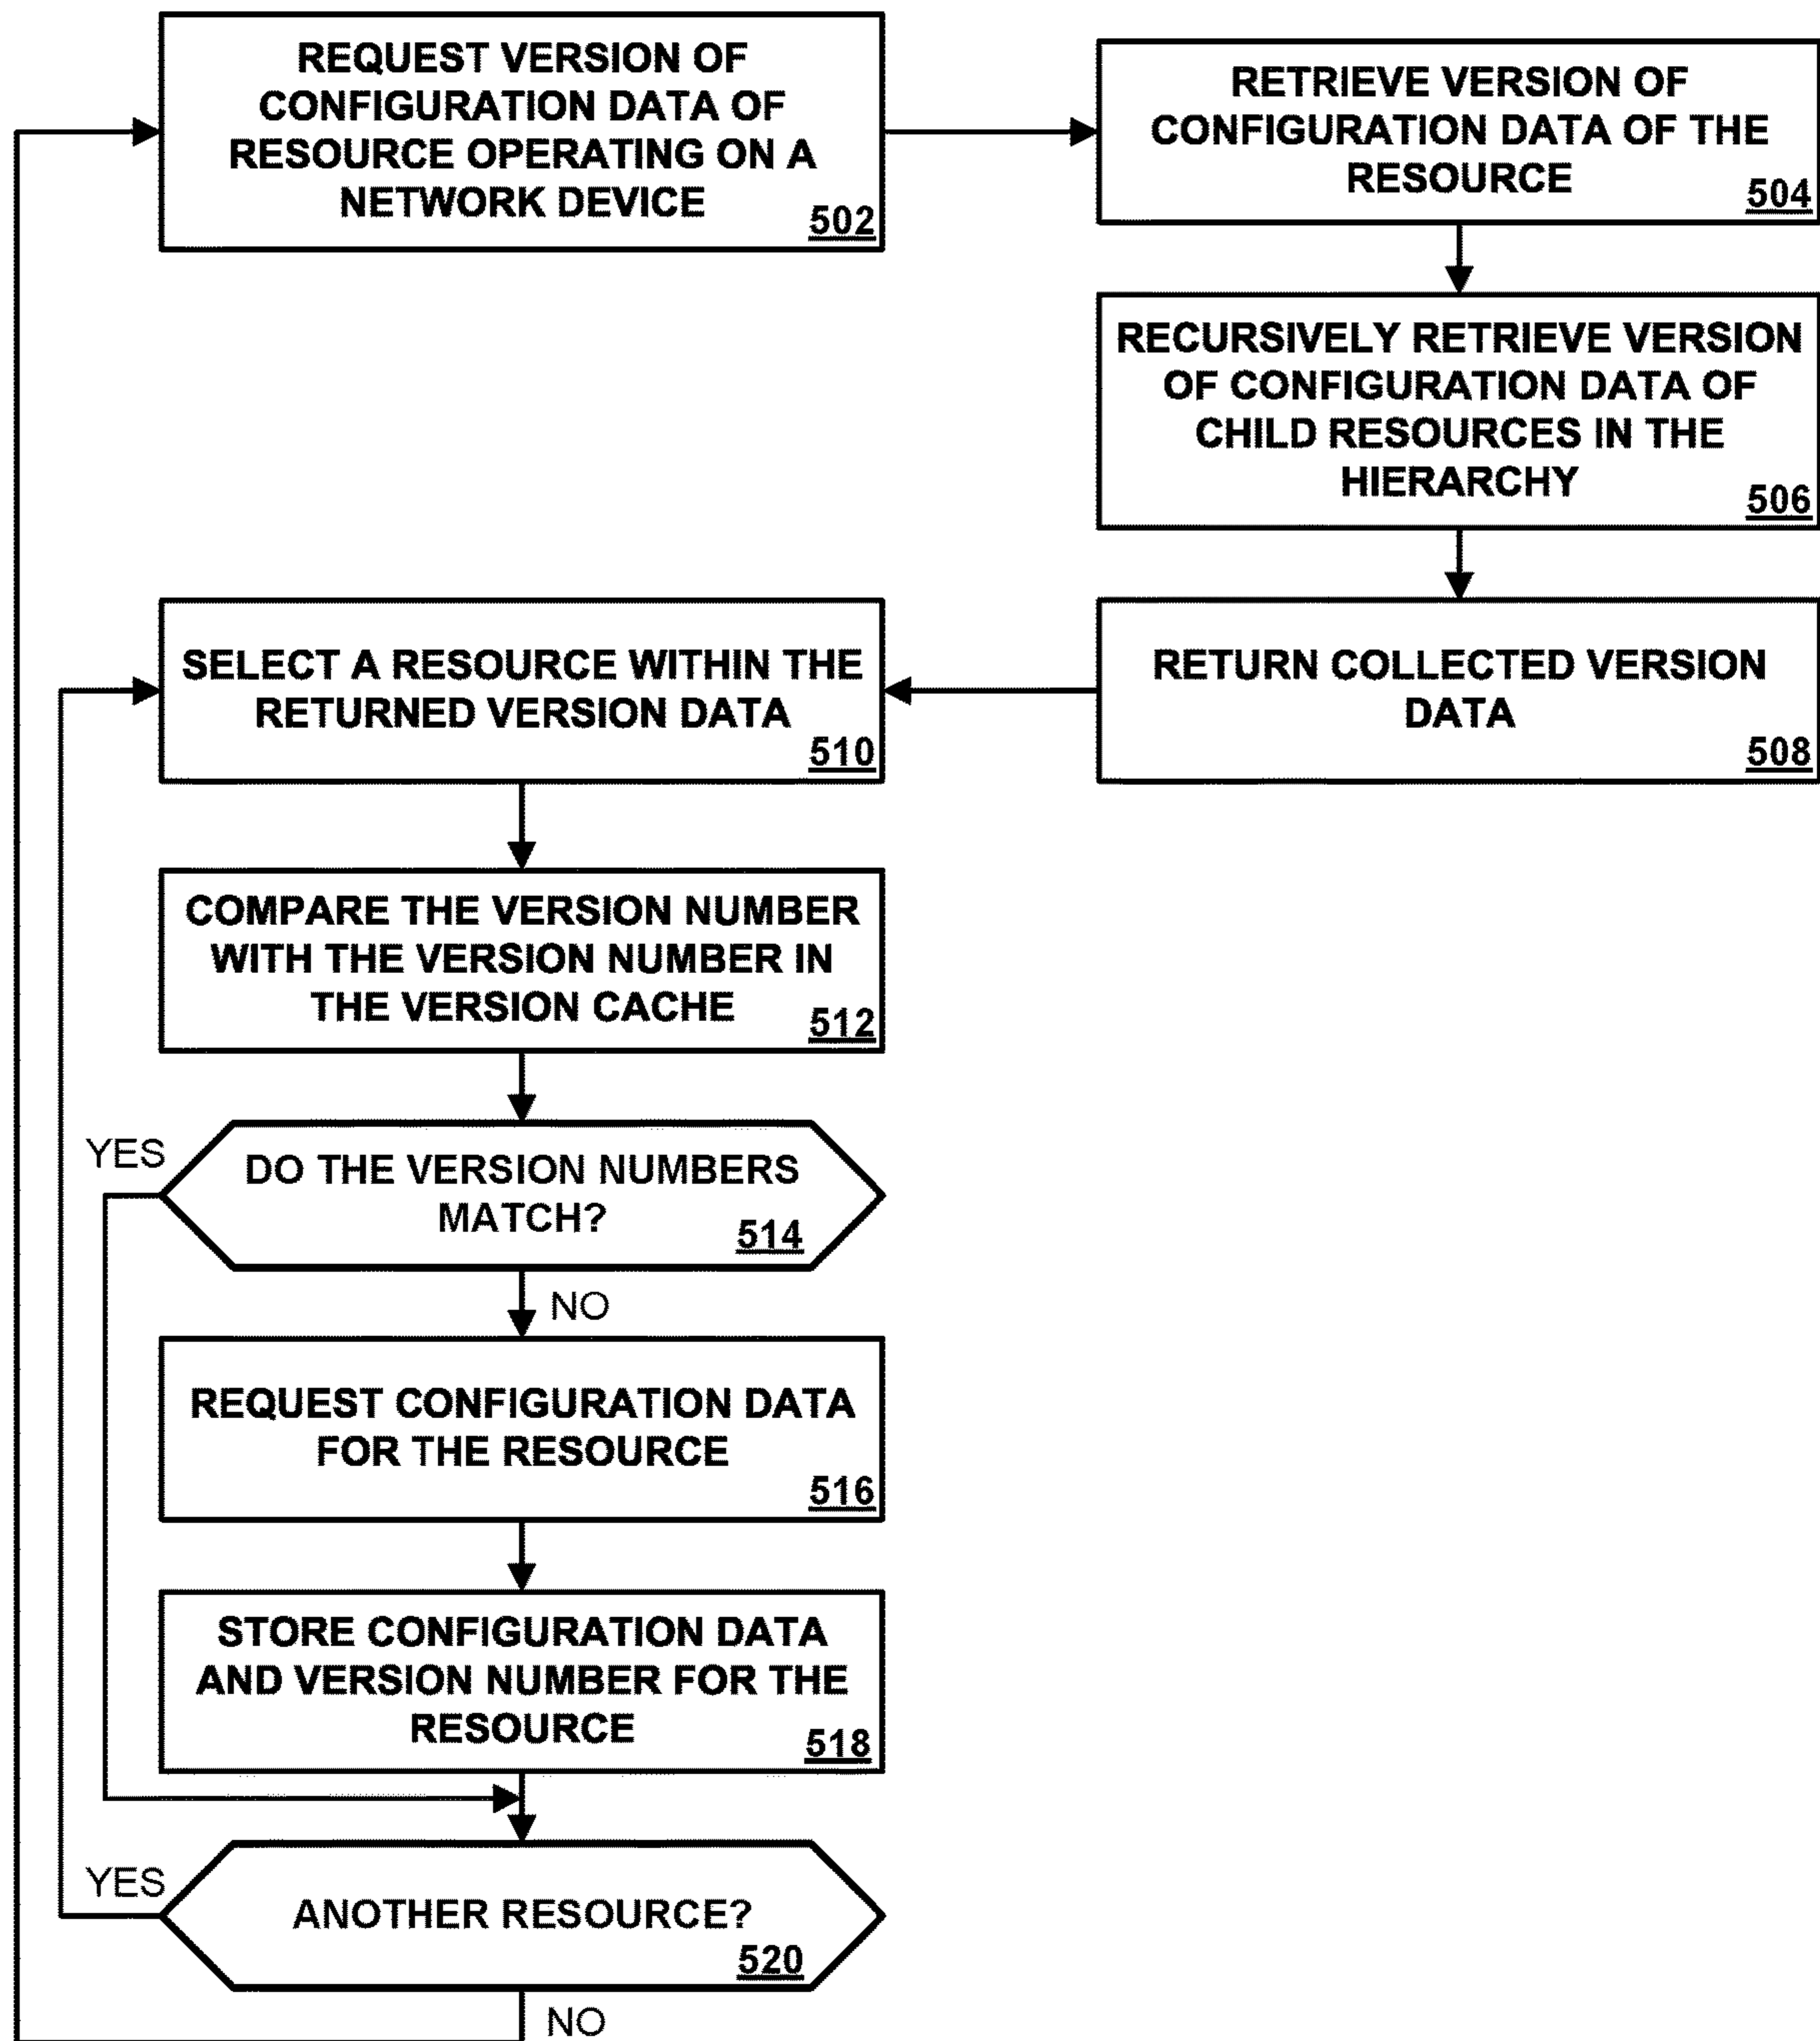 REQUEST VERSION OF
CONFIGURATION DATA OF
RESOURCE OPERATING ON A
NETWORK DEVICE
502
RETRIEVE VERSION OF
CONFIGURATION DATA OF THE
RESOURCE
504
RECURSIVELY RETRIEVE VERSION
OF CONFIGURATION DATA OF
CHILD RESOURCES IN THE
HIERARCHY
506
RETURN COLLECTED VERSION
DATA
508
SELECT A RESOURCE WITHIN THE
RETURNED VERSION DATA
510
COMPARE THE VERSION NUMBER
WITH THE VERSION NUMBER IN
THE VERSION CACHE
512
YES
DO THE VERSION NUMBERS
MATCH?
514
NO
REQUEST CONFIGURATION DATA
FOR THE RESOURCE
516
STORE CONFIGURATION DATA
AND VERSION NUMBER FOR THE
RESOURCE
518
YES
ANOTHER RESOURCE?
520
NO